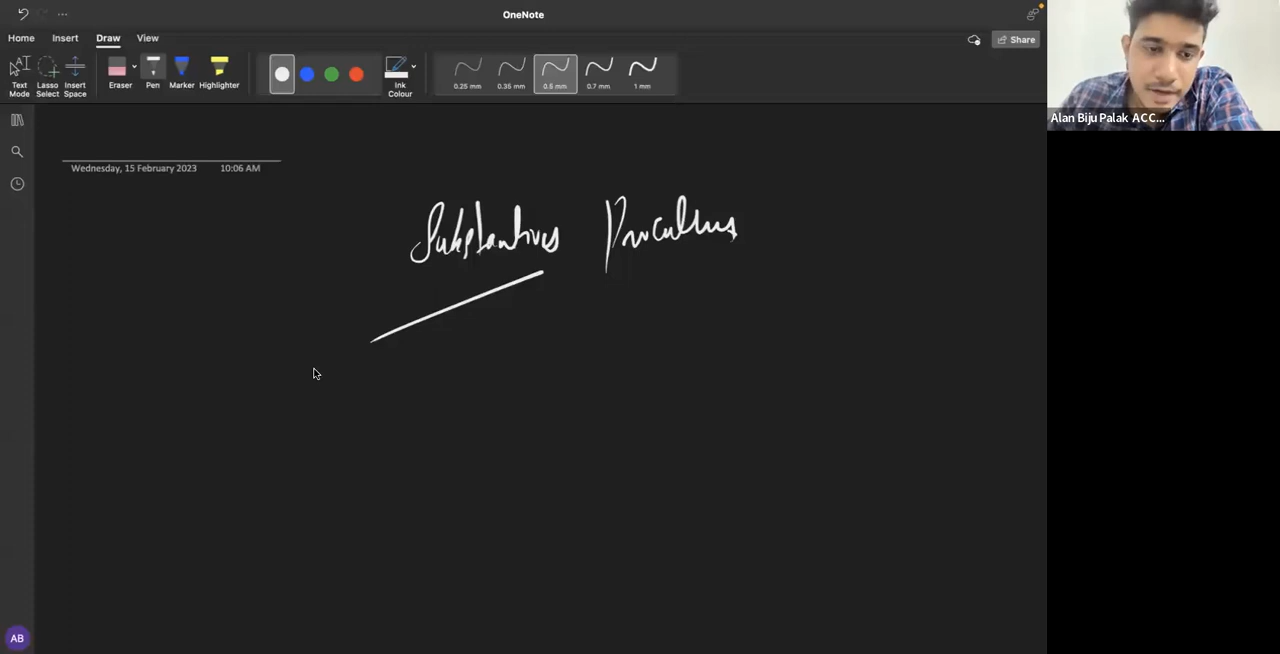 OneNote
Home Insert Draw View
Share
Text Mode
Lasso Select
Insert Space
Eraser
Pen
Marker
Highlighter
Ink Colour
0.25 mm
0.35 mm
0.5 mm
0.7 mm
1 mm
Alan Biju Palak ACC...
Wednesday, 15 February 2023 10:06 AM
Substantives
AB